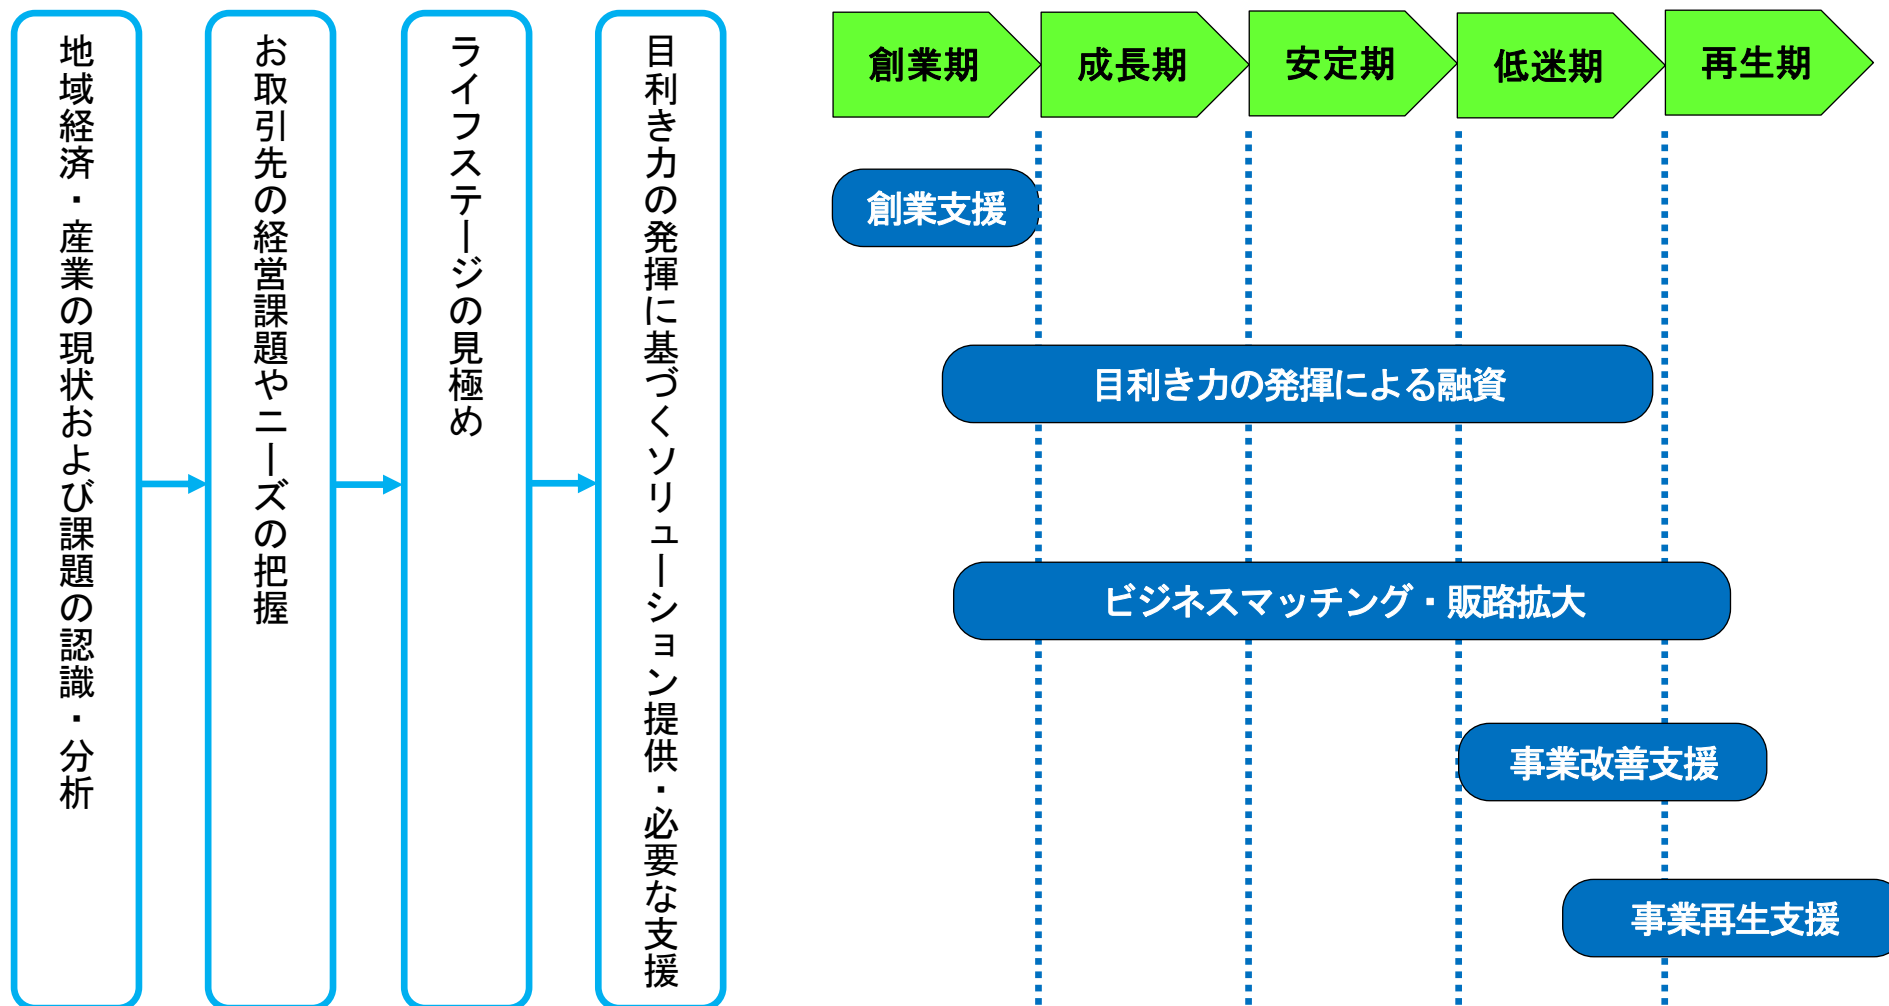 地域経済・産業の現状および課題の認識・分析
お取引先の経営課題やニーズの把握
ライフステージの見極め
目利き力の発揮に基づくソリューション提供・必要な支援
創業期
成長期
安定期
低迷期
再生期
創業支援
目利き力の発揮による融資
ビジネスマッチング・販路拡大
事業改善支援
事業再生支援